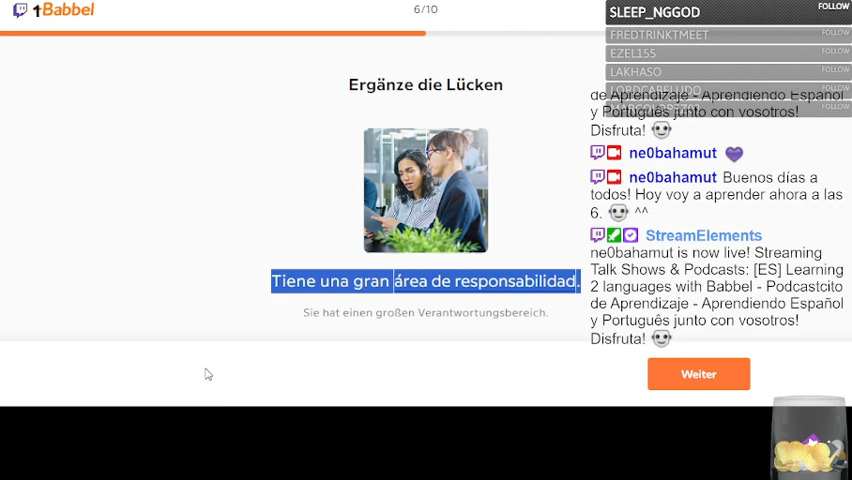 Babbel
6/10
Ergänze die Lücken
Tiene una gran área de responsabilidad.
Sie hat einen großen Verantwortungsbereich.
Weiter
SLEEP_NGGOD FOLLOW
FREDTRINKTMEET FOLLOW
EZEL155 FOLLOW
LAKHASO FOLLOW
LORDCABELUDO FOLLOW
FOLLOW
de Aprendizaje - Aprendiendo Español
y Português junto con vosotros!
Disfruta!
ne0bahamut
ne0bahamut Buenos días a
todos! Hoy voy a aprender ahora a las
6. ^^
StreamElements
ne0bahamut is now live! Streaming
Talk Shows & Podcasts: [ES] Learning
2 languages with Babbel - Podcastcito
de Aprendizaje - Aprendiendo Español
y Português junto con vosotros!
Disfruta!